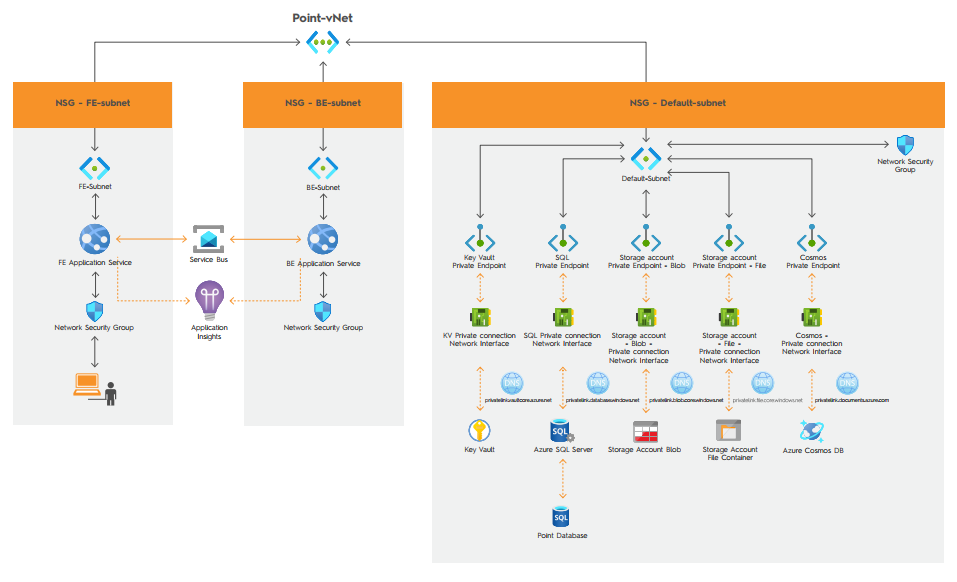 Point-vNet
NSG - FE-subnet
NSG - BE-subnet
NSG - Default-subnet
FE-Subnet
BE-Subnet
Default-Subnet
Network Security
Group
FE Application Service
Service Bus
BE Application Service
Key Vault
Private Endpoint
SQL
Private Endpoint
Storage account
Private Endpoint - Blob
Storage account
Private Endpoint - File
Cosmos
Private Endpoint
Network Security Group
Application
Insights
Network Security Group
KV Private connection
Network Interface
SQL Private connection
Network Interface
Storage account
- Blob -
Private connection
Network Interface
Storage account
- File -
Private connection
Network Interface
Cosmos -
Private connection
Network Interface
DNS
DNS
DNS
DNS
DNS
privatelink.vaultcore.azure.net
privatelink.database.windows.net
privatelink.blob.core.windows.net
privatelink.file.core.windows.net
privatelink.documents.azure.com
SQL
Key Vault
Azure SQL Server
Storage Account Blob
Storage Account
File Container
Azure Cosmos DB
SQL
Point Database